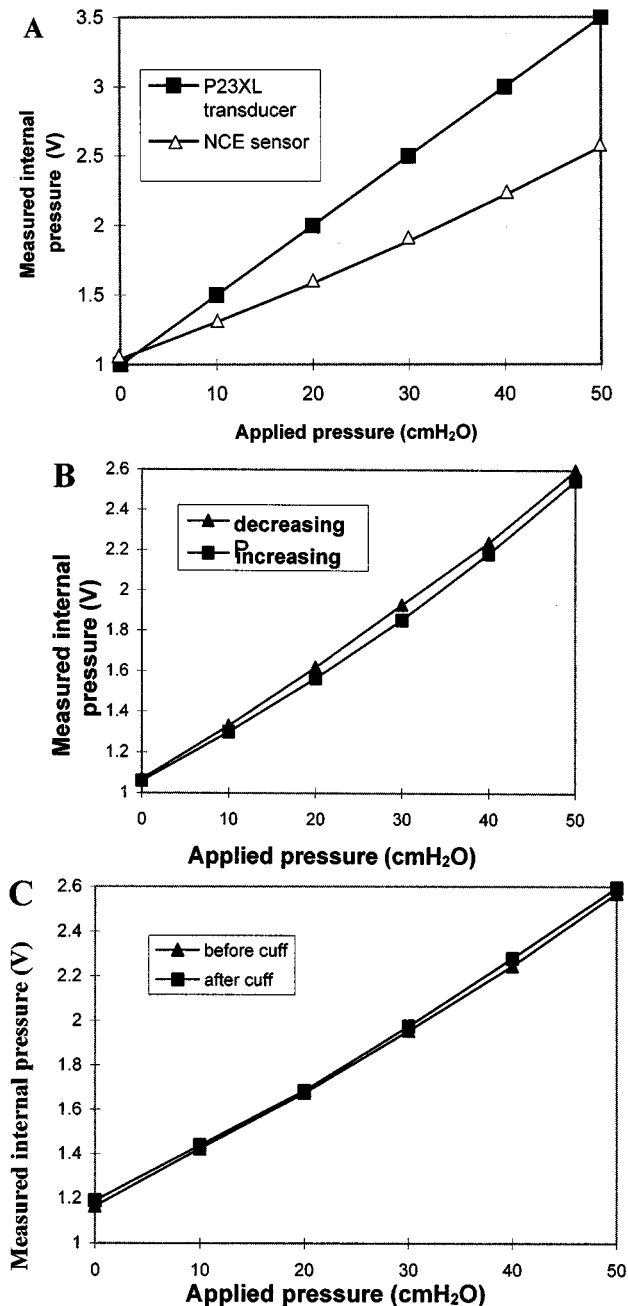 A
3.5
3
2.5
2
1.5
1
Measured internal
pressure (V)
P23XL
transducer
NCE sensor
0 10 20 30 40 50
Applied pressure (cmH₂O)
B
2.6
2.4
2.2
2
1.8
1.6
1.4
1.2
1
Measured internal
pressure (V)
decreasing
P
increasing
0 10 20 30 40 50
Applied pressure (cmH₂O)
C
2.6
2.4
2.2
2
1.8
1.6
1.4
1.2
1
Measured internal pressure (V)
before cuff
after cuff
0 10 20 30 40 50
Applied pressure (cmH₂O)